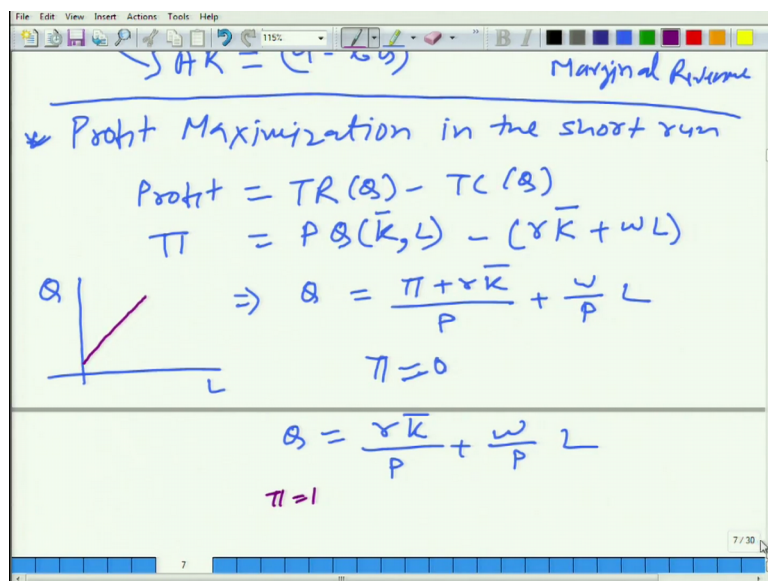 File Edit View Insert Actions Tools Help
115%
B I
Marginal Revenue
* Profit Maximization in the short run
Profit = TR(Q) - TC(Q)
π = PQ(K̄, L) - (rK̄ + wL)
Q
⇒ Q = (π + rK̄)/P + w/P L
L
π = 0
Q = rK̄/P + w/P L
π = 1
7 / 30
7